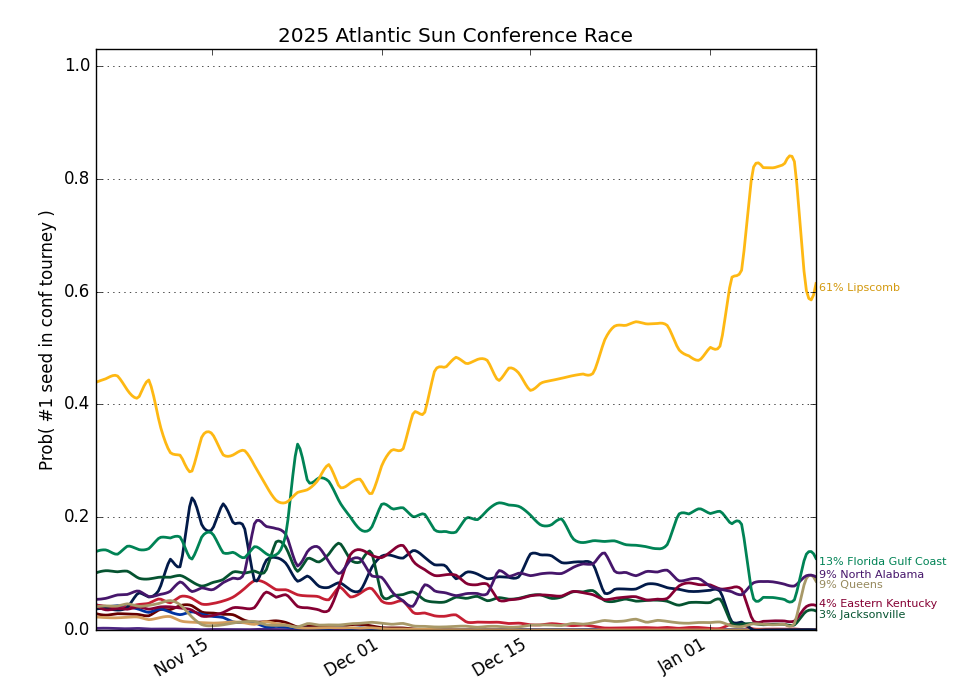 2025 Atlantic Sun Conference Race
Prob( #1 seed in conf tourney )
1.0
0.8
0.6
0.4
0.2
0.0
Nov 15
Dec 01
Dec 15
Jan 01
61% Lipscomb
13% Florida Gulf Coast
9% North Alabama
9% Queens
4% Eastern Kentucky
3% Jacksonville